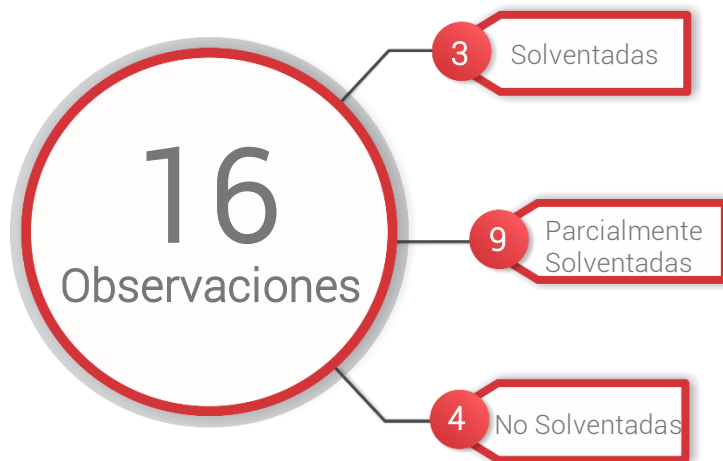 16
Observaciones
3
Solventadas
9
Parcialmente
Solventadas
4
No Solventadas